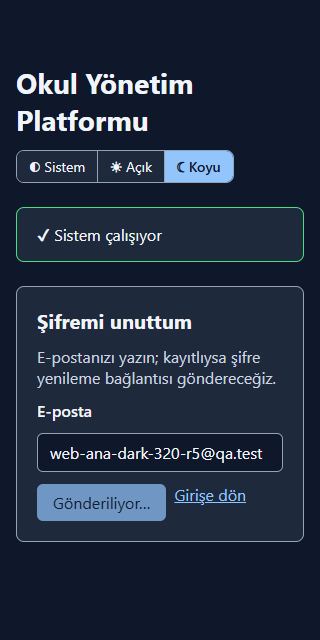 Okul Yönetim
Platformu
◐ Sistem ☀ Açık ☾ Koyu
✓ Sistem çalışıyor
Şifremi unuttum
E-postanızı yazın; kayıtlıysa şifre
yenileme bağlantısı göndereceğiz.
E-posta
web-ana-dark-320-r5@qa.test
Gönderiliyor… Girişe dön